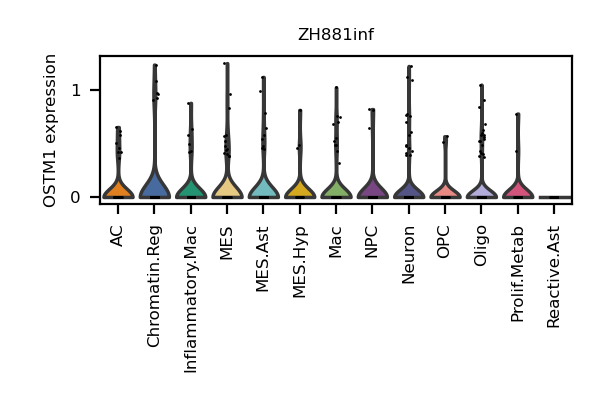 ZH881inf
OSTM1 expression
1
0
AC
Chromatin.Reg
Inflammatory.Mac
MES
MES.Ast
MES.Hyp
Mac
NPC
Neuron
OPC
Oligo
Prolif.Metab
Reactive.Ast